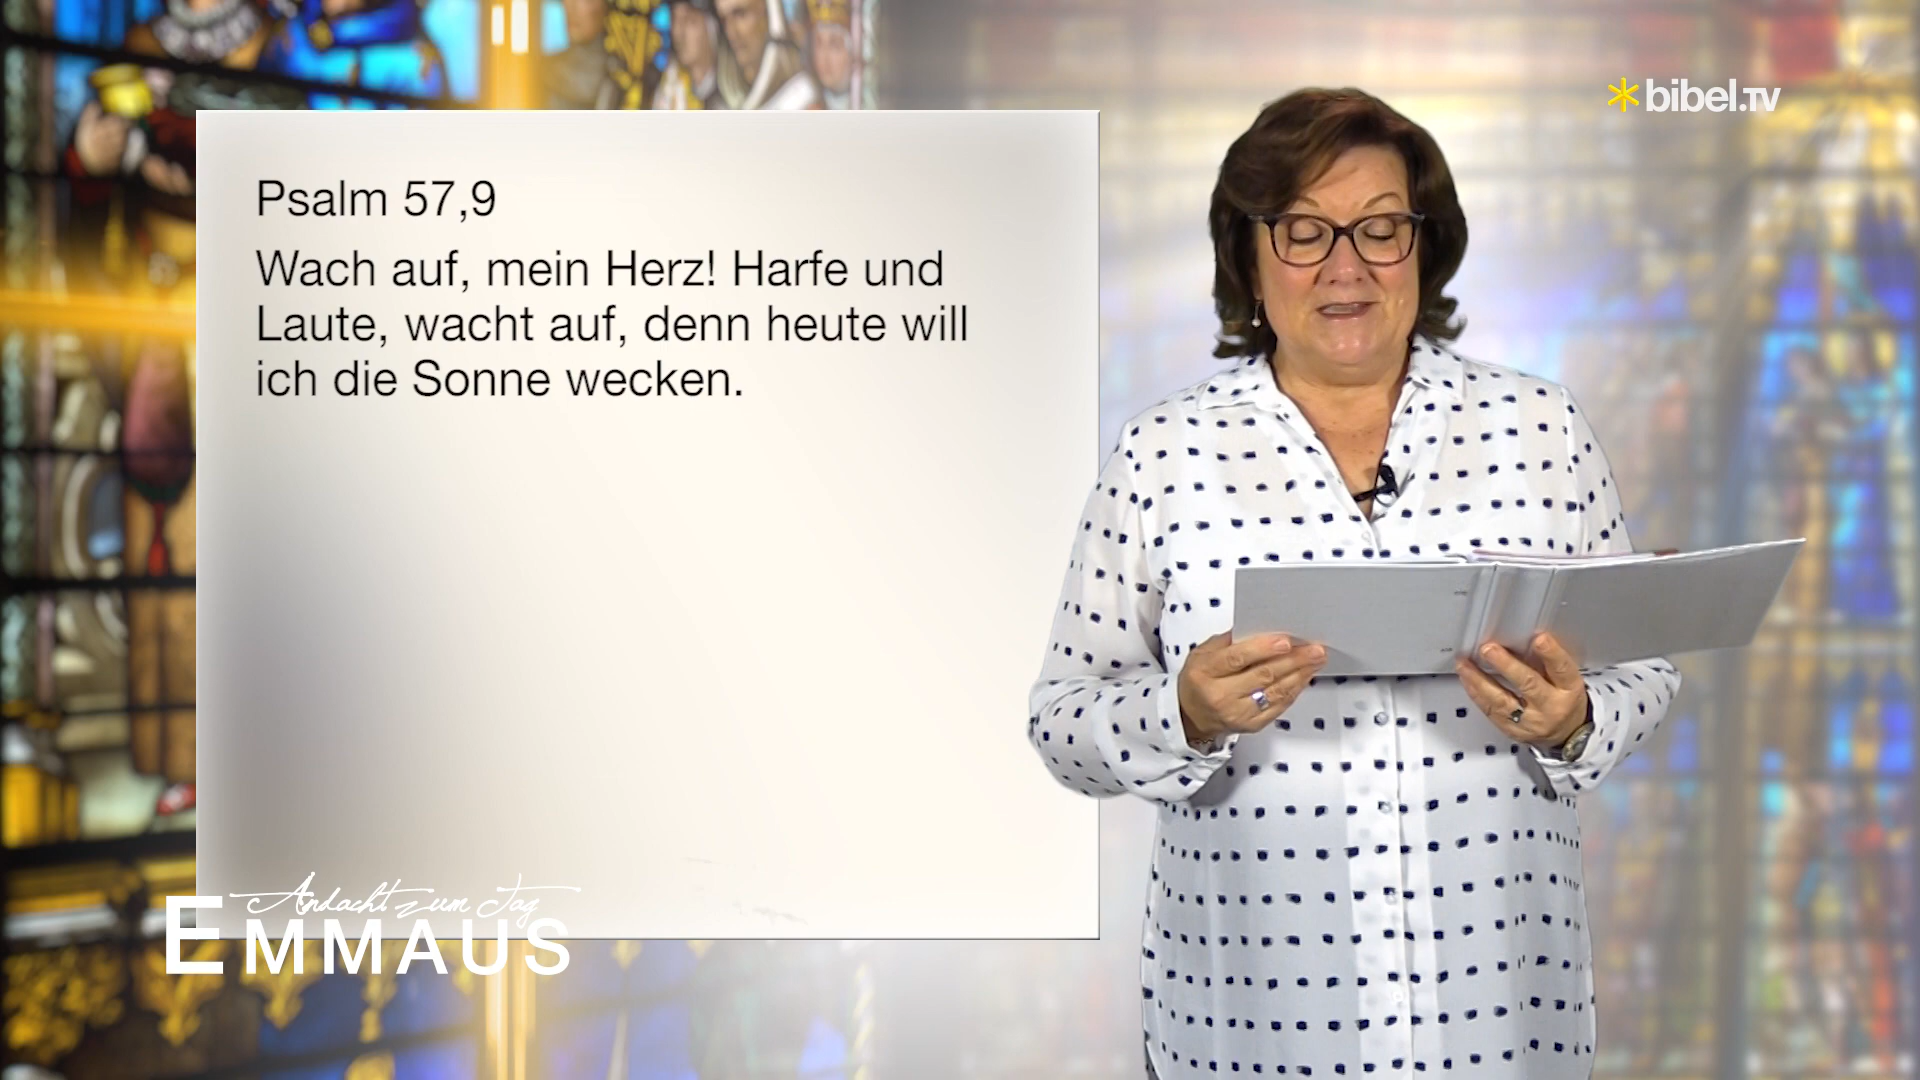 bibel.TV
Psalm 57,9
Wach auf, mein Herz! Harfe und
Laute, wacht auf, denn heute will
ich die Sonne wecken.
Andacht zum Tag
EMMAUS